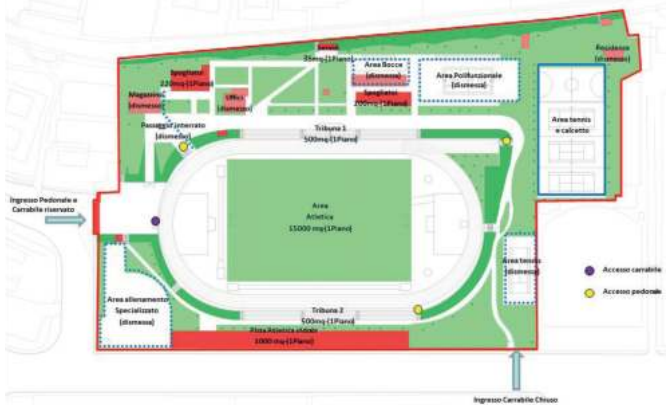 Servizi
35mq-(1Piano)
Residenza
(dismesso)
Spogliatoi
220mq-(1Piano)
Area Bocce
(dismessa)
Area Polifunzionale
(dismessa)
Magazzino
(dismesso)
Uffici
(dismesso)
Spogliatoi
200mq-(1Piano)
Area tennis
e calcetto
Passaggio interrato
(dismesso)
Tribuna 1
500mq-(1Piano)
Ingresso Pedonale e
Carrabile riservato
Area
Atletica
15000 mq-(1Piano)
Area tennis
(dismessa)
Accesso carrabile
Accesso pedonale
Area allenamento
Specializzato
(dismessa)
Tribuna 2
500mq-(1Piano)
Pista Atletica
1000 mq-(1Piano)
Ingresso Carrabile Chiuso